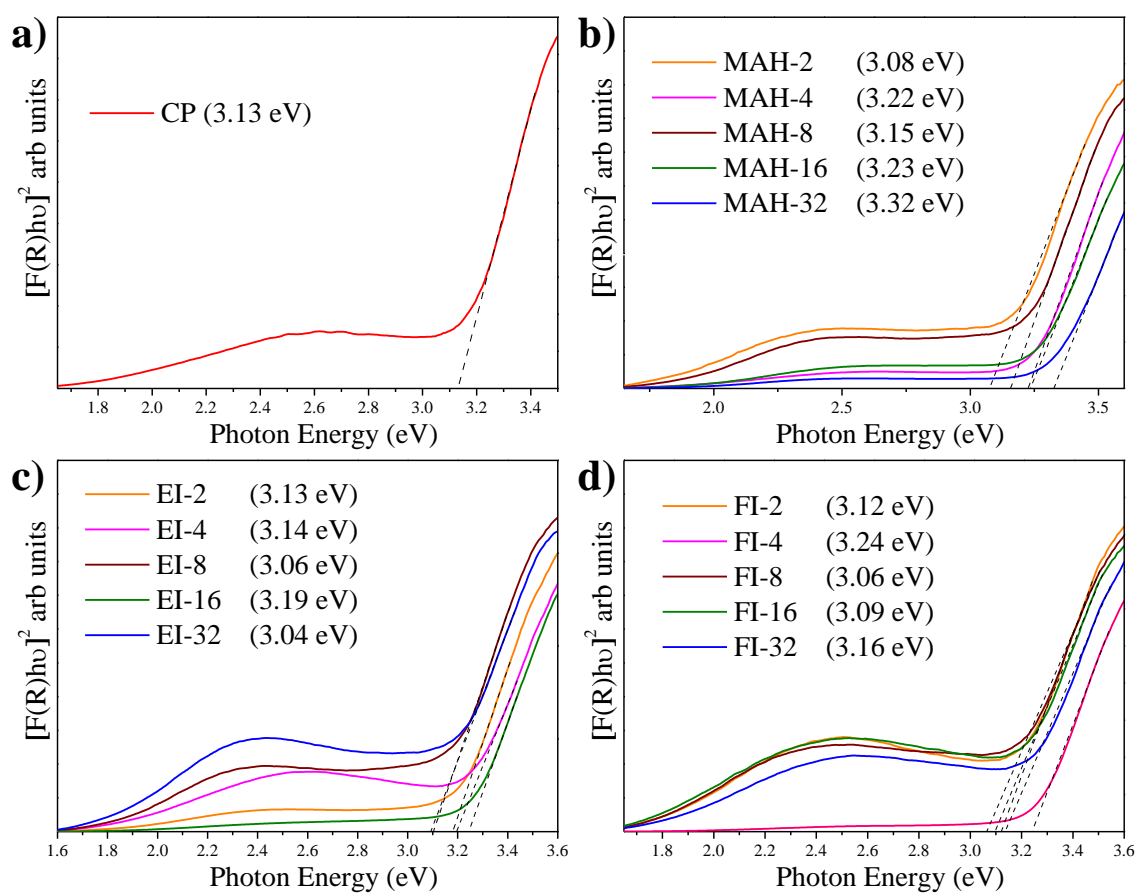 a)
CP (3.13 eV)
[F(R)hυ]² arb units
1.8 2.0 2.2 2.4 2.6 2.8 3.0 3.2 3.4
Photon Energy (eV)
b)
MAH-2 (3.08 eV)
MAH-4 (3.22 eV)
MAH-8 (3.15 eV)
MAH-16 (3.23 eV)
MAH-32 (3.32 eV)
[F(R)hυ]² arb units
2.0 2.5 3.0 3.5
Photon Energy (eV)
c)
EI-2 (3.13 eV)
EI-4 (3.14 eV)
EI-8 (3.06 eV)
EI-16 (3.19 eV)
EI-32 (3.04 eV)
[F(R)hυ]² arb units
1.6 1.8 2.0 2.2 2.4 2.6 2.8 3.0 3.2 3.4 3.6
Photon Energy (eV)
d)
FI-2 (3.12 eV)
FI-4 (3.24 eV)
FI-8 (3.06 eV)
FI-16 (3.09 eV)
FI-32 (3.16 eV)
[F(R)hυ]² arb units
1.8 2.0 2.2 2.4 2.6 2.8 3.0 3.2 3.4 3.6
Photon Energy (eV)